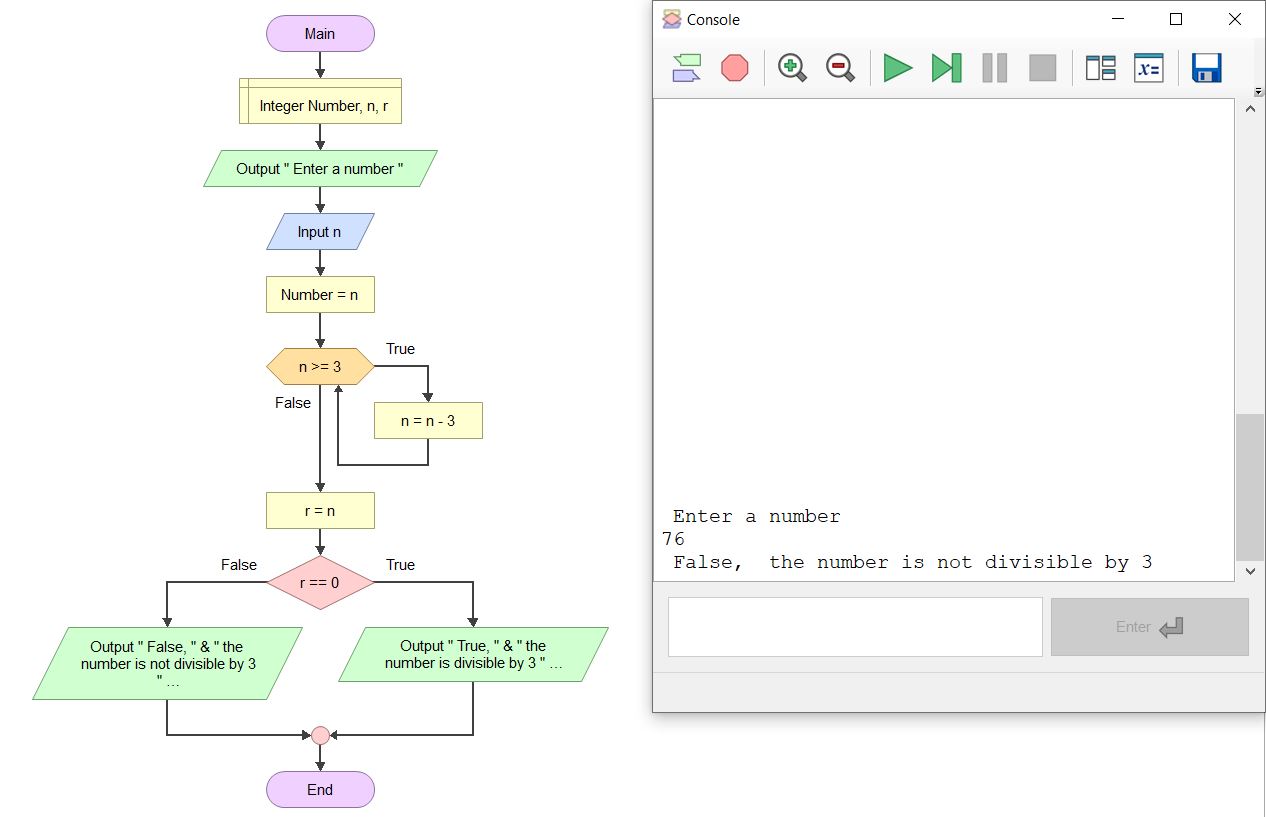 Main
Integer Number, n, r
Output " Enter a number "
Input n
Number = n
n >= 3
True
False
n = n - 3
r = n
False
True
r == 0
Output " False, " & " the
number is not divisible by 3
" ...
Output " True, " & " the
number is divisible by 3 " ...
End
Console
x=
Enter a number
76
False,  the number is not divisible by 3
Enter